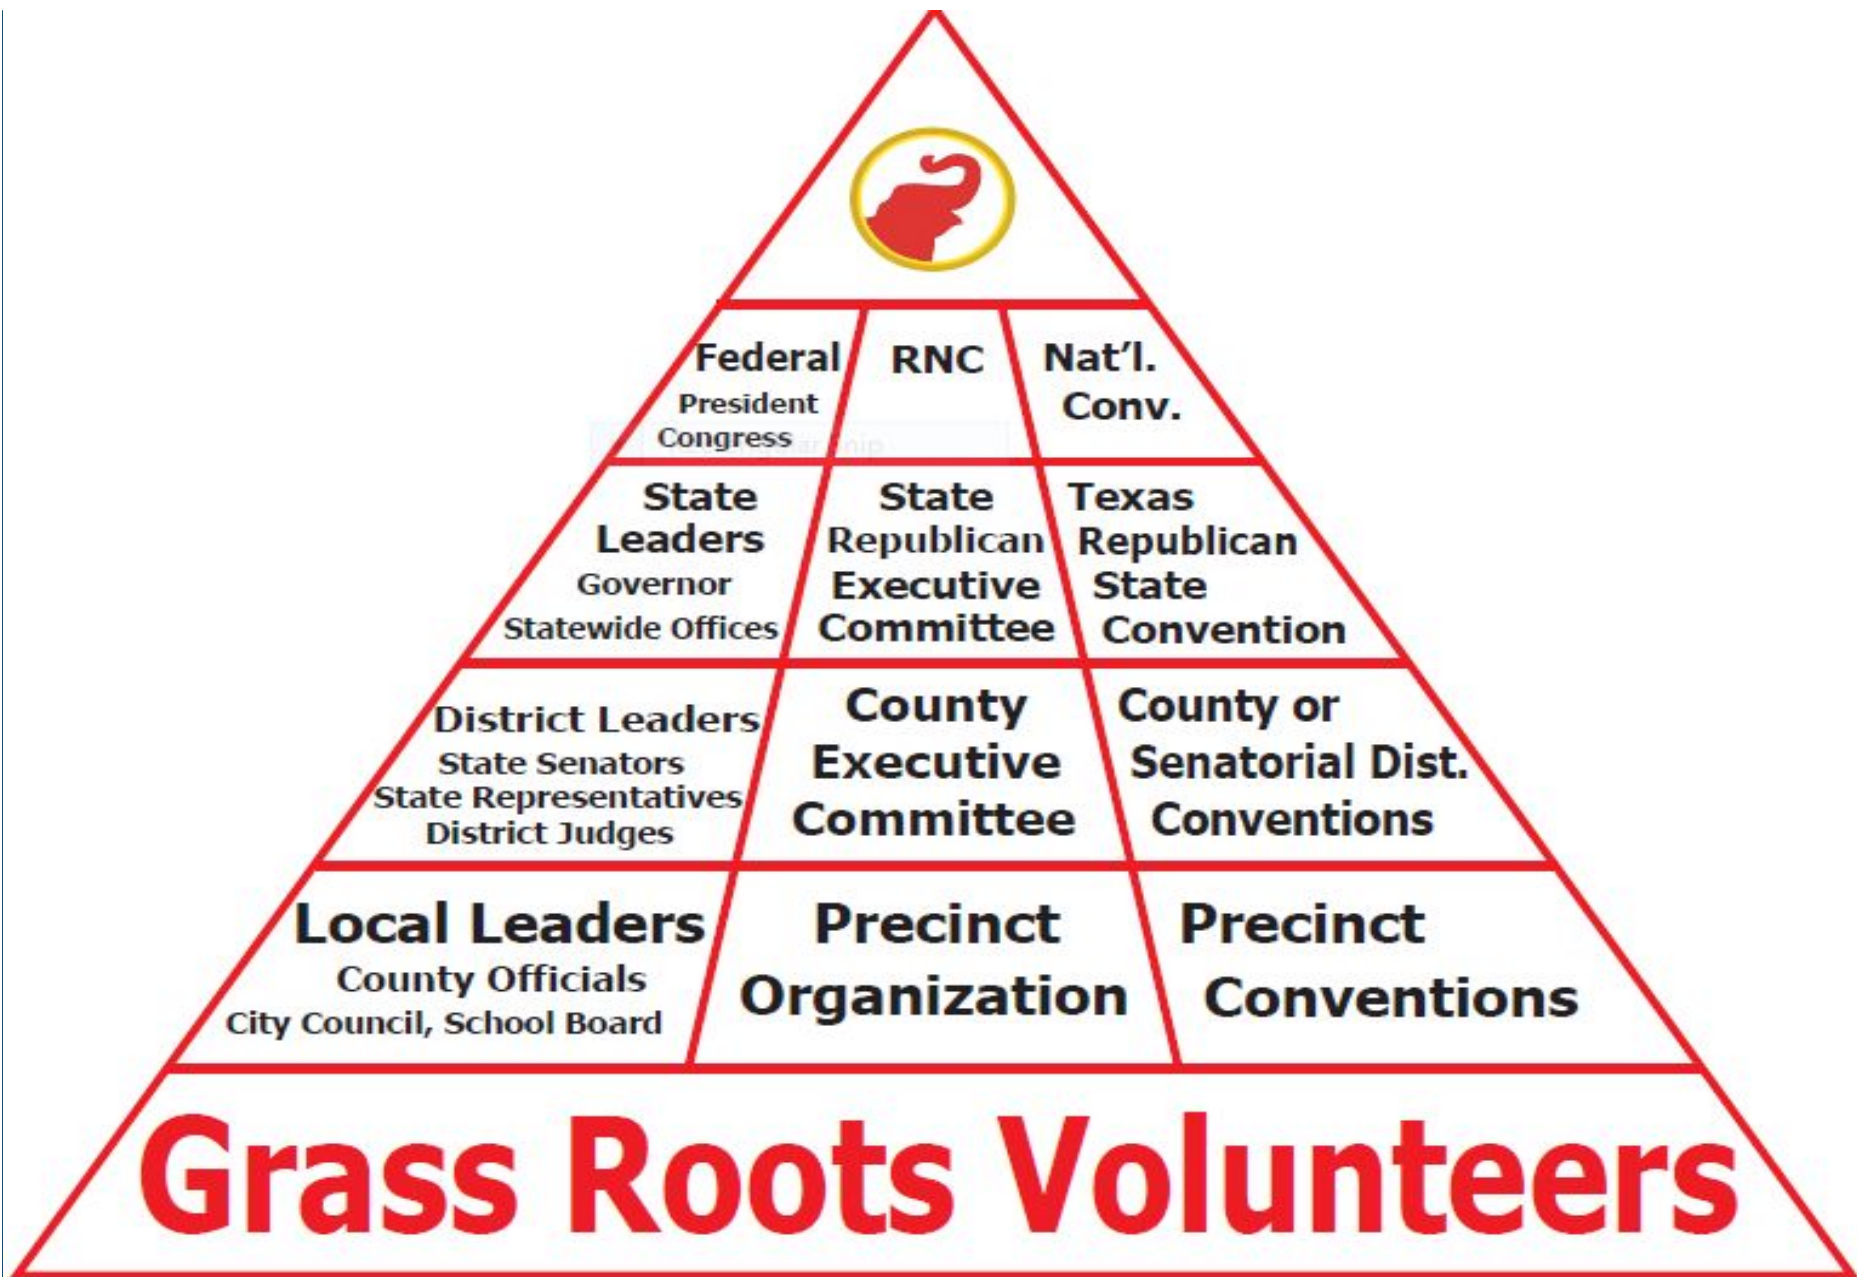 Federal
President
Congress
RNC
Nat’l.
Conv.
State
Leaders
Governor
Statewide Offices
State
Republican
Executive
Committee
Texas
Republican
State
Convention
District Leaders
State Senators
State Representatives
District Judges
County
Executive
Committee
County or
Senatorial Dist.
Conventions
Local Leaders
County Officials
City Council, School Board
Precinct
Organization
Precinct
Conventions
Grass Roots Volunteers